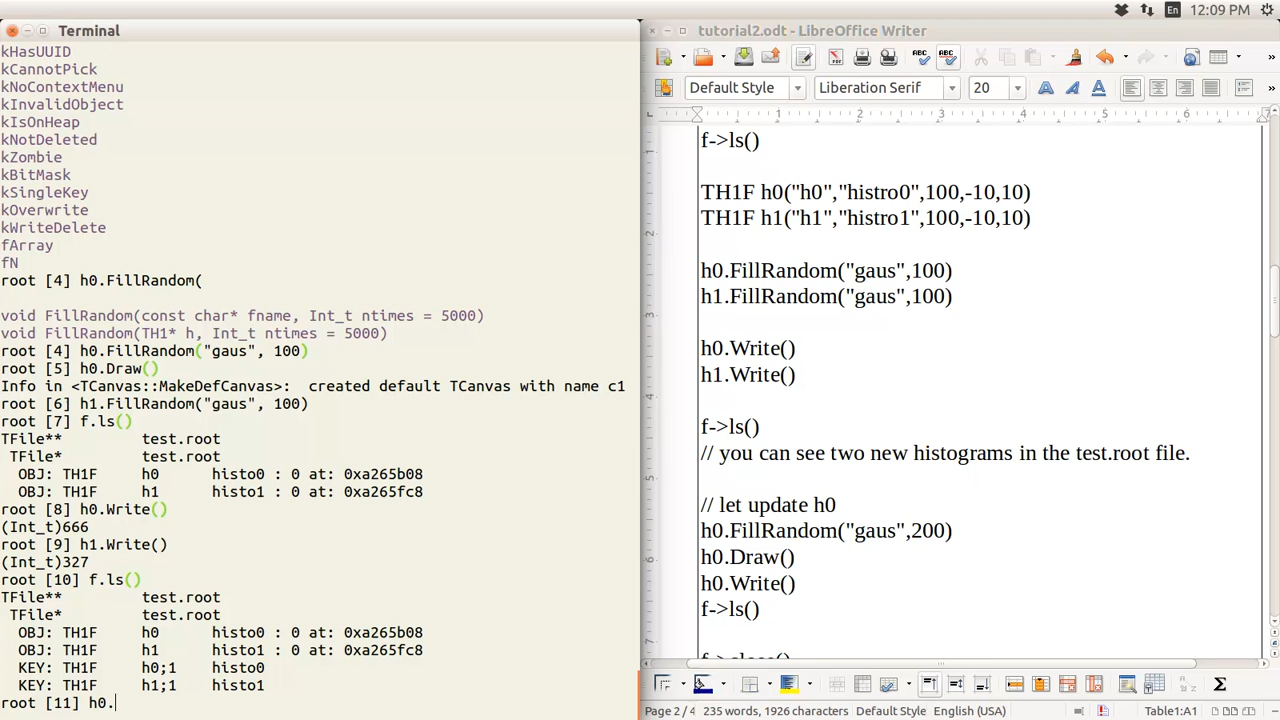 En 12:09 PM
Terminal
kHasUUID
kCannotPick
kNoContextMenu
kInvalidObject
kIsOnHeap
kNotDeleted
kZombie
kBitMask
kSingleKey
kOverwrite
kWriteDelete
fArray
fN
root [4] h0.FillRandom(
void FillRandom(const char* fname, Int_t ntimes = 5000)
void FillRandom(TH1* h, Int_t ntimes = 5000)
root [4] h0.FillRandom("gaus", 100)
root [5] h0.Draw()
Info in <TCanvas::MakeDefCanvas>:  created default TCanvas with name c1
root [6] h1.FillRandom("gaus", 100)
root [7] f.ls()
TFile** test.root
TFile* test.root
OBJ: TH1F h0 histo0 : 0 at: 0xa265b08
OBJ: TH1F h1 histo1 : 0 at: 0xa265fc8
root [8] h0.Write()
(Int_t)666
root [9] h1.Write()
(Int_t)327
root [10] f.ls()
TFile** test.root
TFile* test.root
OBJ: TH1F h0 histo0 : 0 at: 0xa265b08
OBJ: TH1F h1 histo1 : 0 at: 0xa265fc8
KEY: TH1F h0;1 histo0
KEY: TH1F h1;1 histo1
root [11] h0.
tutorial2.odt - LibreOffice Writer
Default Style Liberation Serif 20
1 2 3 4 5 6
f->ls()
TH1F h0("h0","histro0",100,-10,10)
TH1F h1("h1","histro1",100,-10,10)
h0.FillRandom("gaus",100)
h1.FillRandom("gaus",100)
h0.Write()
h1.Write()
f->ls()
// you can see two new histograms in the test.root file.
// let update h0
h0.FillRandom("gaus",200)
h0.Draw()
h0.Write()
f->ls()
f->close()
Page 2 / 4 235 words, 1926 characters Default Style English (USA) Table1:A1